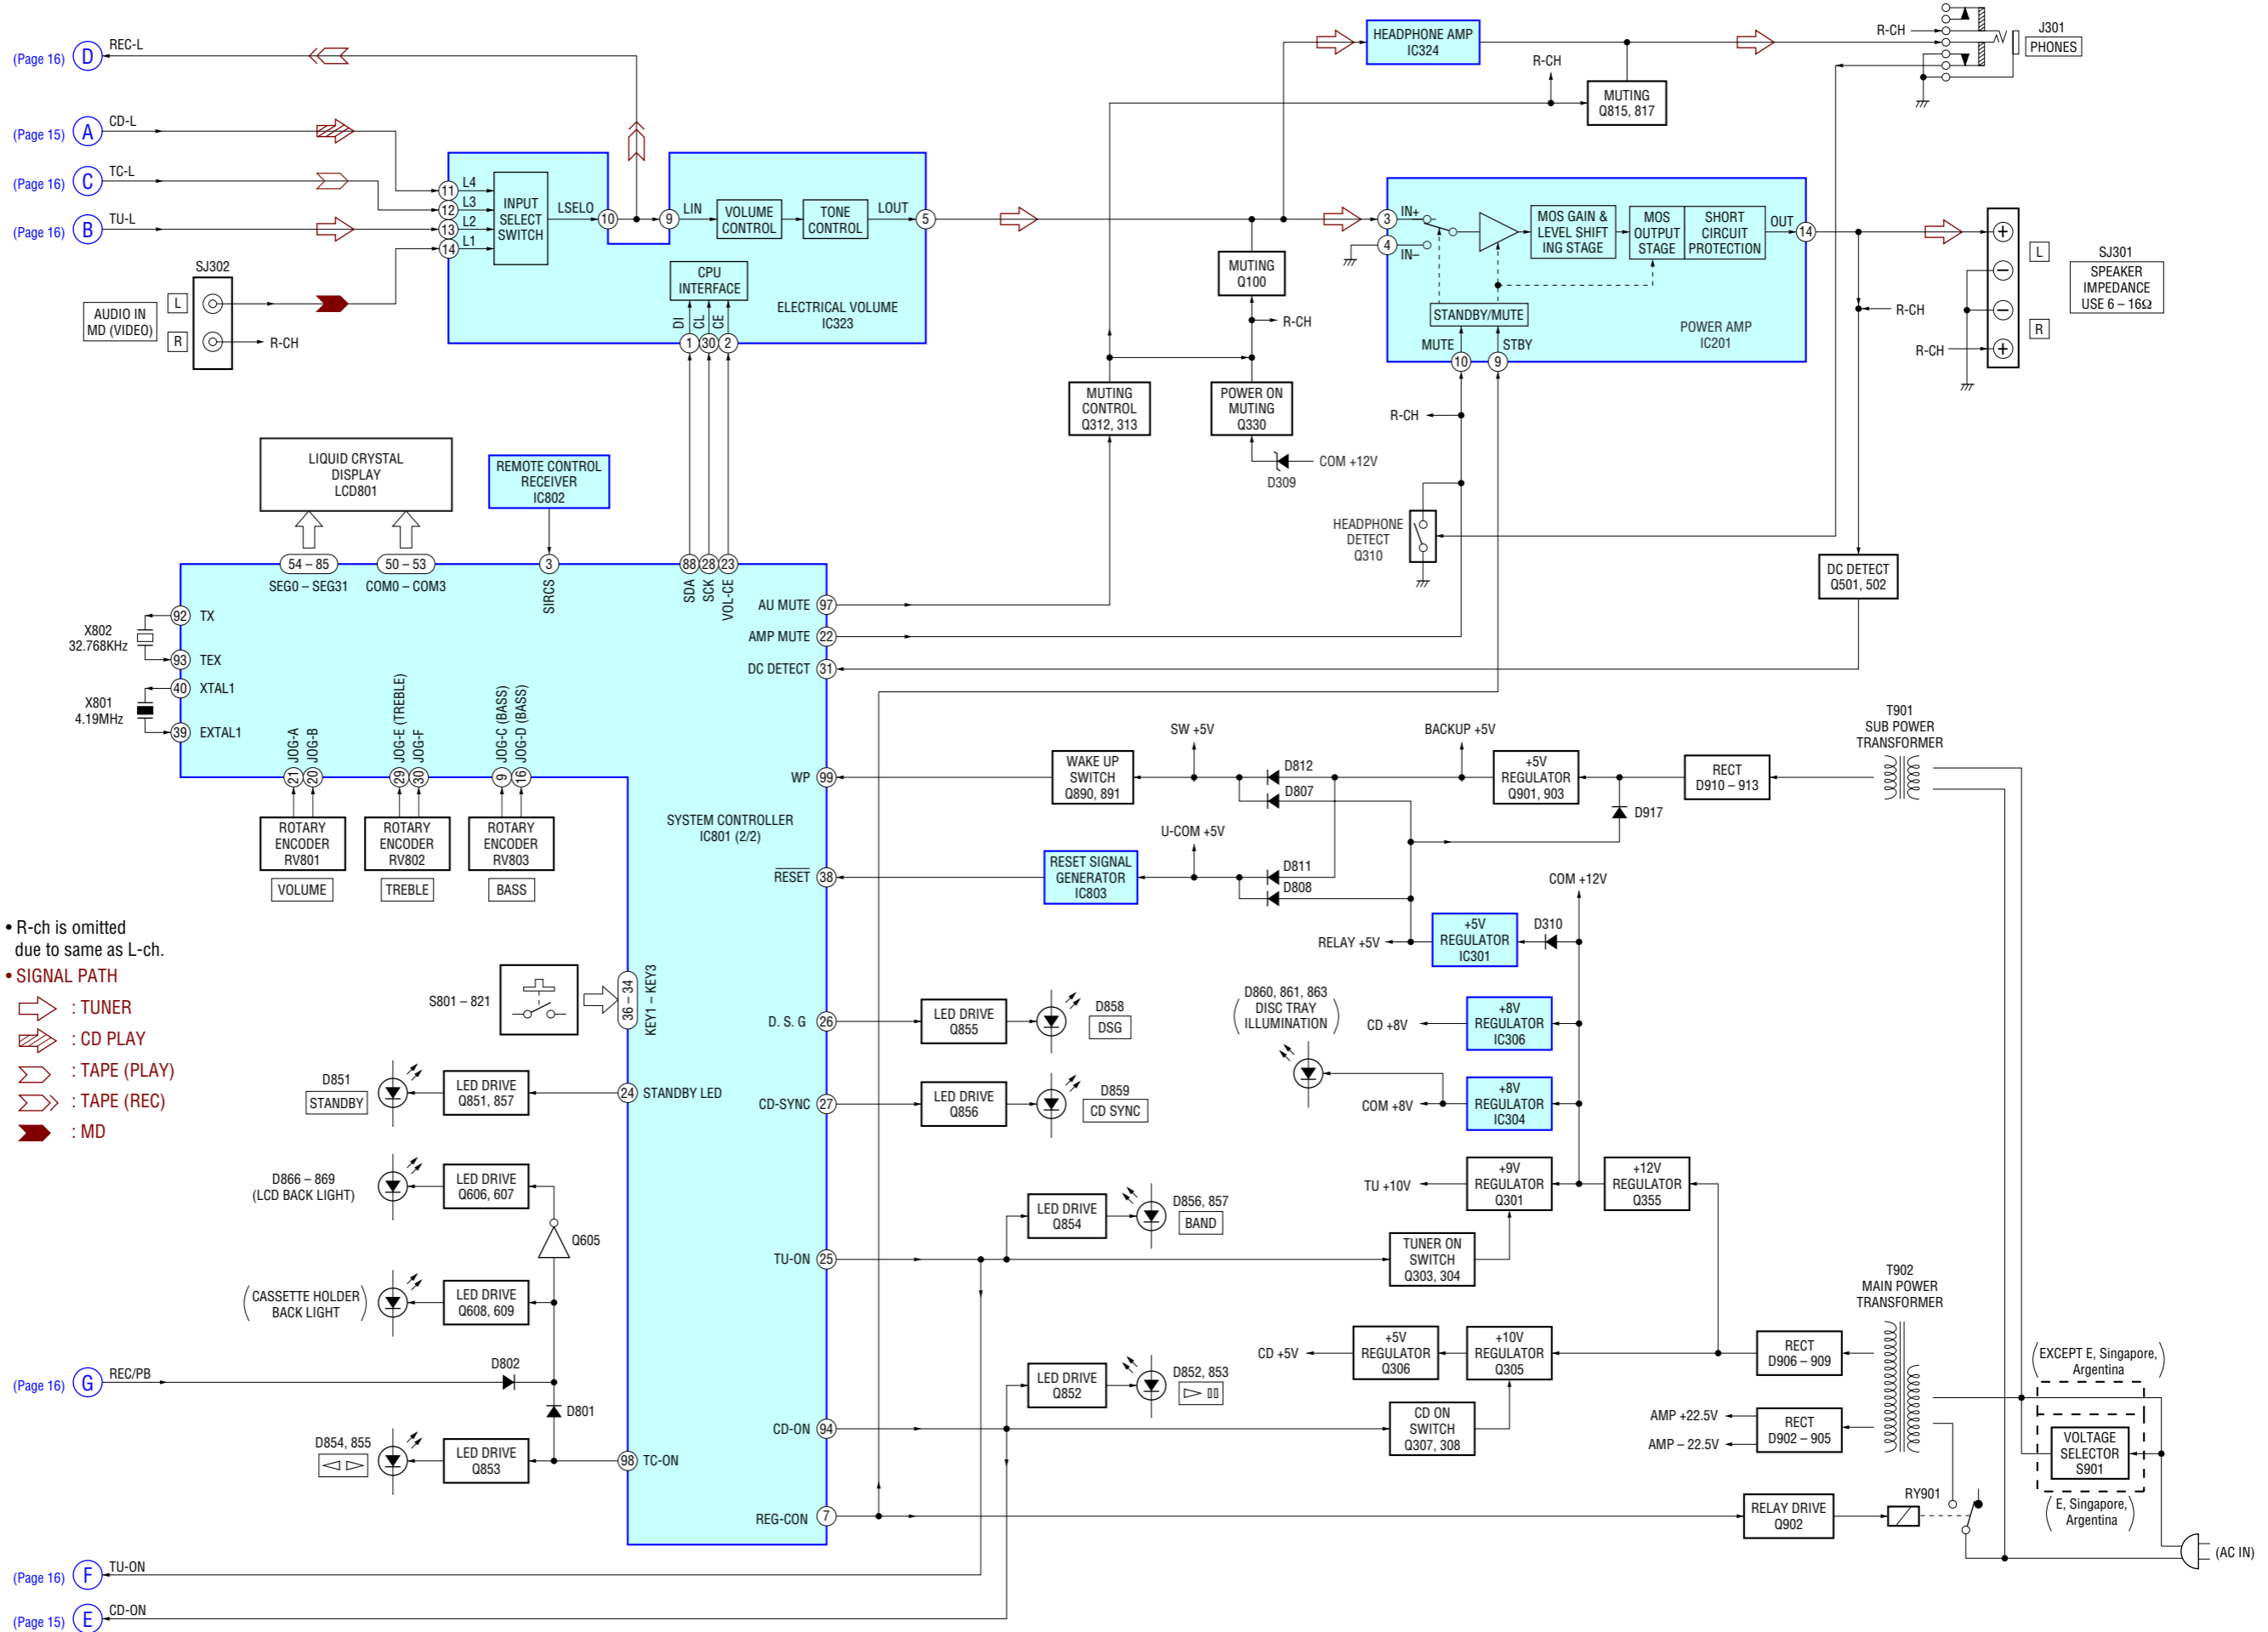 (Page 16) D REC-L
(Page 15) A CD-L
(Page 16) C TC-L
(Page 16) B TU-L
SJ302
AUDIO IN
MD (VIDEO)
L
R
R-CH
11 L4
12 L3
13 L2
14 L1
INPUT
SELECT
SWITCH
LSELO
10
9
LIN
VOLUME
CONTROL
TONE
CONTROL
LOUT
5
CPU
INTERFACE
DI
CL
CE
1
30
2
ELECTRICAL VOLUME
IC323
HEADPHONE AMP
IC324
R-CH
MUTING
Q815, 817
R-CH
J301
PHONES
MUTING
Q100
R-CH
MUTING
CONTROL
Q312, 313
POWER ON
MUTING
Q330
COM +12V
D309
3 IN+
4 IN–
MOS GAIN &
LEVEL SHIFT
ING STAGE
MOS
OUTPUT
STAGE
SHORT
CIRCUIT
PROTECTION
OUT
14
STANDBY/MUTE
POWER AMP
IC201
MUTE
10
9
STBY
R-CH
R-CH
+
–
–
+
L
R
R-CH
SJ301
SPEAKER
IMPEDANCE
USE 6 – 16Ω
HEADPHONE
DETECT
Q310
DC DETECT
Q501, 502
LIQUID CRYSTAL
DISPLAY
LCD801
REMOTE CONTROL
RECEIVER
IC802
54 – 85
SEG0 – SEG31
50 – 53
COM0 – COM3
3
SIRCS
88
SDA
28
SCK
23
VOL-CE
AU MUTE 97
AMP MUTE 22
DC DETECT 31
X802
32.768KHz
92 TX
93 TEX
X801
4.19MHz
40 XTAL1
39 EXTAL1
21 JOG-A
20 JOG-B
29 JOG-E (TREBLE)
30 JOG-F
9 JOG-C (BASS)
16 JOG-D (BASS)
ROTARY
ENCODER
RV801
VOLUME
ROTARY
ENCODER
RV802
TREBLE
ROTARY
ENCODER
RV803
BASS
SYSTEM CONTROLLER
IC801 (2/2)
WP 99
RESET 38
WAKE UP
SWITCH
Q890, 891
SW +5V
D812
D807
BACKUP +5V
+5V
REGULATOR
Q901, 903
RECT
D910 – 913
D917
T901
SUB POWER
TRANSFORMER
U-COM +5V
RESET SIGNAL
GENERATOR
IC803
D811
D808
COM +12V
RELAY +5V
+5V
REGULATOR
IC301
D310
• R-ch is omitted
due to same as L-ch.
• SIGNAL PATH
: TUNER
: CD PLAY
: TAPE (PLAY)
: TAPE (REC)
: MD
S801 – 821
36 – 34
KEY1 – KEY3
D. S. G 26
LED DRIVE
Q855
D858
DSG
CD-SYNC 27
LED DRIVE
Q856
D859
CD SYNC
D860, 861, 863
DISC TRAY
ILLUMINATION
CD +8V
+8V
REGULATOR
IC306
COM +8V
+8V
REGULATOR
IC304
D851
STANDBY
LED DRIVE
Q851, 857
24 STANDBY LED
D866 – 869
(LCD BACK LIGHT)
LED DRIVE
Q606, 607
Q605
(CASSETTE HOLDER
BACK LIGHT)
LED DRIVE
Q608, 609
TU-ON 25
LED DRIVE
Q854
D856, 857
BAND
TU +10V
+9V
REGULATOR
Q301
+12V
REGULATOR
Q355
TUNER ON
SWITCH
Q303, 304
T902
MAIN POWER
TRANSFORMER
CD +5V
+5V
REGULATOR
Q306
+10V
REGULATOR
Q305
RECT
D906 – 909
(EXCEPT E, Singapore,
Argentina)
(Page 16) G REC/PB
D802
D801
LED DRIVE
Q852
D852, 853
CD-ON 94
CD ON
SWITCH
Q307, 308
AMP +22.5V
AMP – 22.5V
RECT
D902 – 905
VOLTAGE
SELECTOR
S901
D854, 855
LED DRIVE
Q853
98 TC-ON
REG-CON 7
RELAY DRIVE
Q902
RY901
(E, Singapore,
Argentina)
(AC IN)
(Page 16) F TU-ON
(Page 15) E CD-ON